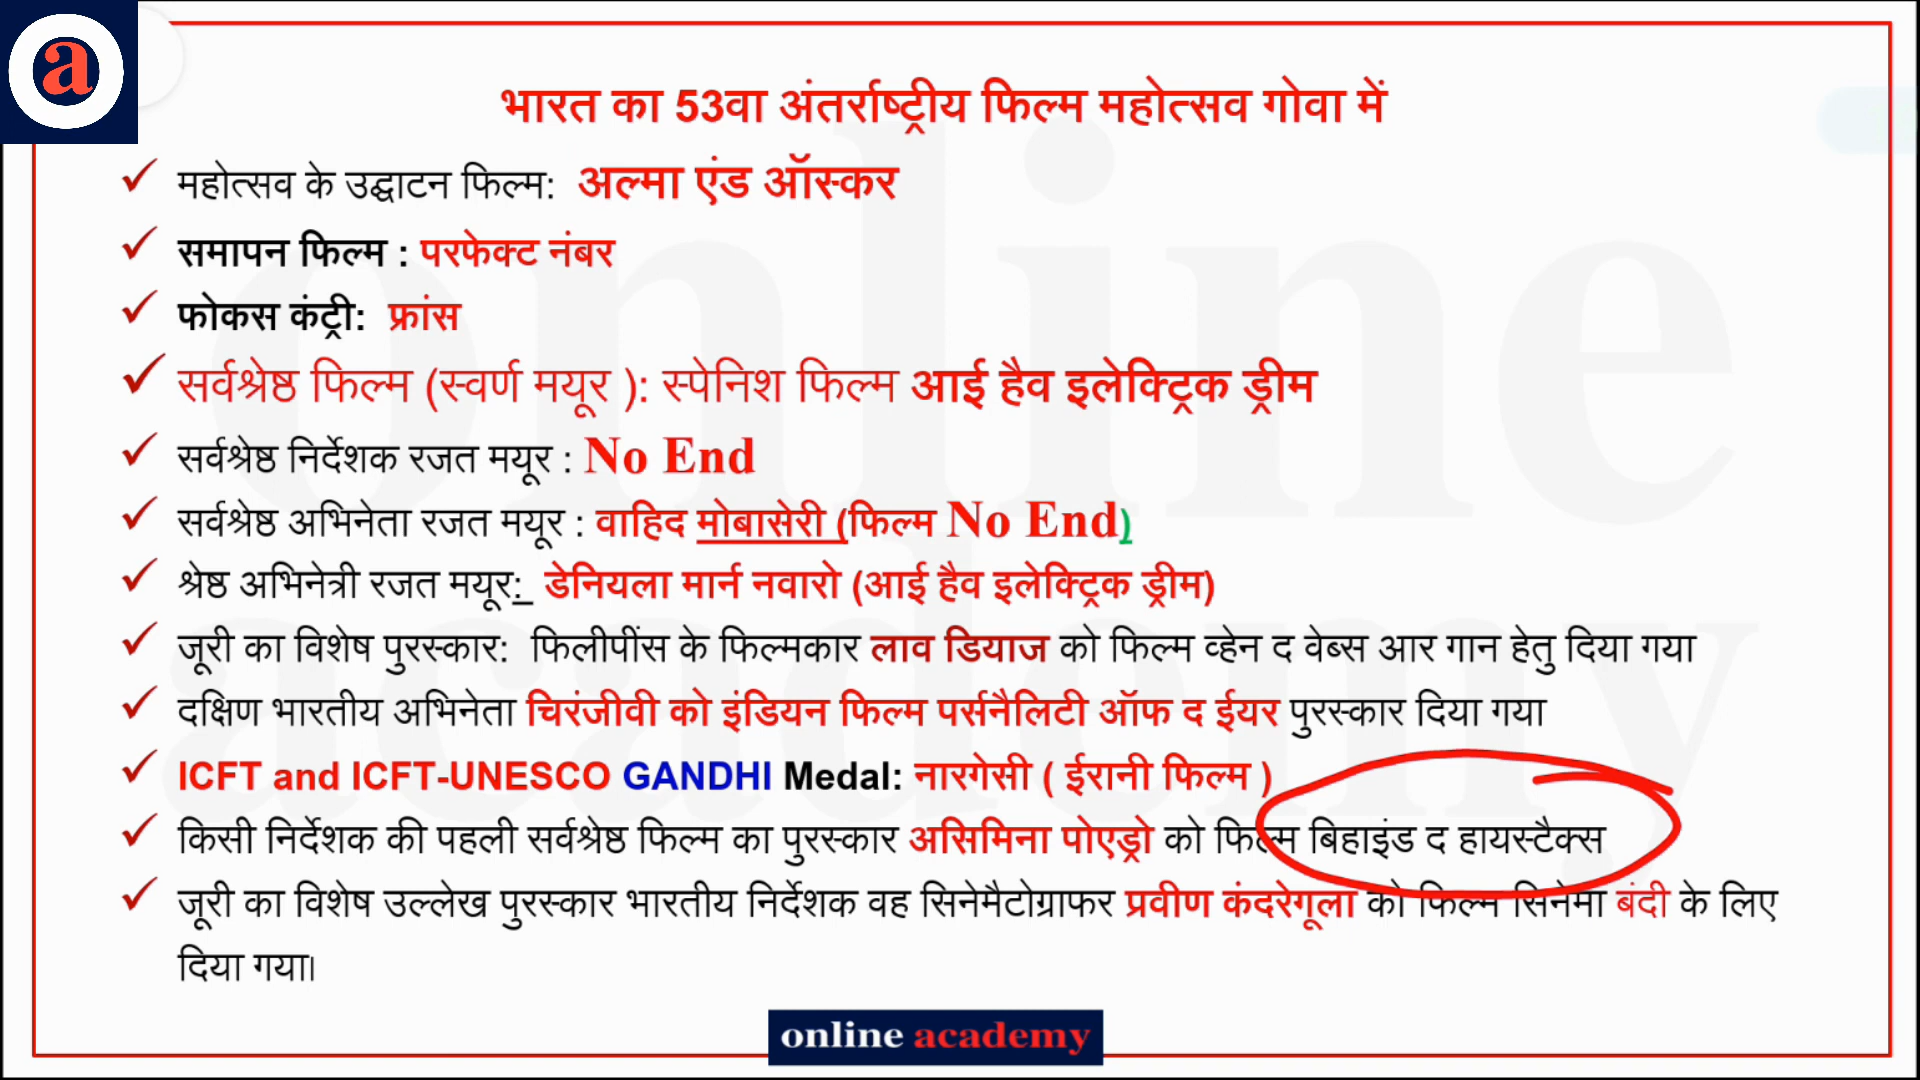 a
भारत का 53वा अंतर्राष्ट्रीय फिल्म महोत्सव गोवा में
महोत्सव के उद्घाटन फिल्म: अल्मा एंड ऑस्कर
समापन फिल्म : परफेक्ट नंबर
फोकस कंट्री: फ्रांस
सर्वश्रेष्ठ फिल्म (स्वर्ण मयूर ): स्पेनिश फिल्म आई हैव इलेक्ट्रिक ड्रीम
सर्वश्रेष्ठ निर्देशक रजत मयूर : No End
सर्वश्रेष्ठ अभिनेता रजत मयूर : वाहिद मोबासेरी (फिल्म No End)
श्रेष्ठ अभिनेत्री रजत मयूर: डेनियला मार्न नवारो (आई हैव इलेक्ट्रिक ड्रीम)
जूरी का विशेष पुरस्कार: फिलीपींस के फिल्मकार लाव डियाज को फिल्म व्हेन द वेब्स आर गान हेतु दिया गया
दक्षिण भारतीय अभिनेता चिरंजीवी को इंडियन फिल्म पर्सनैलिटी ऑफ द ईयर पुरस्कार दिया गया
ICFT and ICFT-UNESCO GANDHI Medal: नारगेसी ( ईरानी फिल्म )
किसी निर्देशक की पहली सर्वश्रेष्ठ फिल्म का पुरस्कार असिमिना पोएड्रो को फिल्म बिहाइंड द हायस्टैक्स
जूरी का विशेष उल्लेख पुरस्कार भारतीय निर्देशक वह सिनेमैटोग्राफर प्रवीण कंदरेगूला को फिल्म सिनेमा बंदी के लिए
दिया गया।
online academy
online
academy